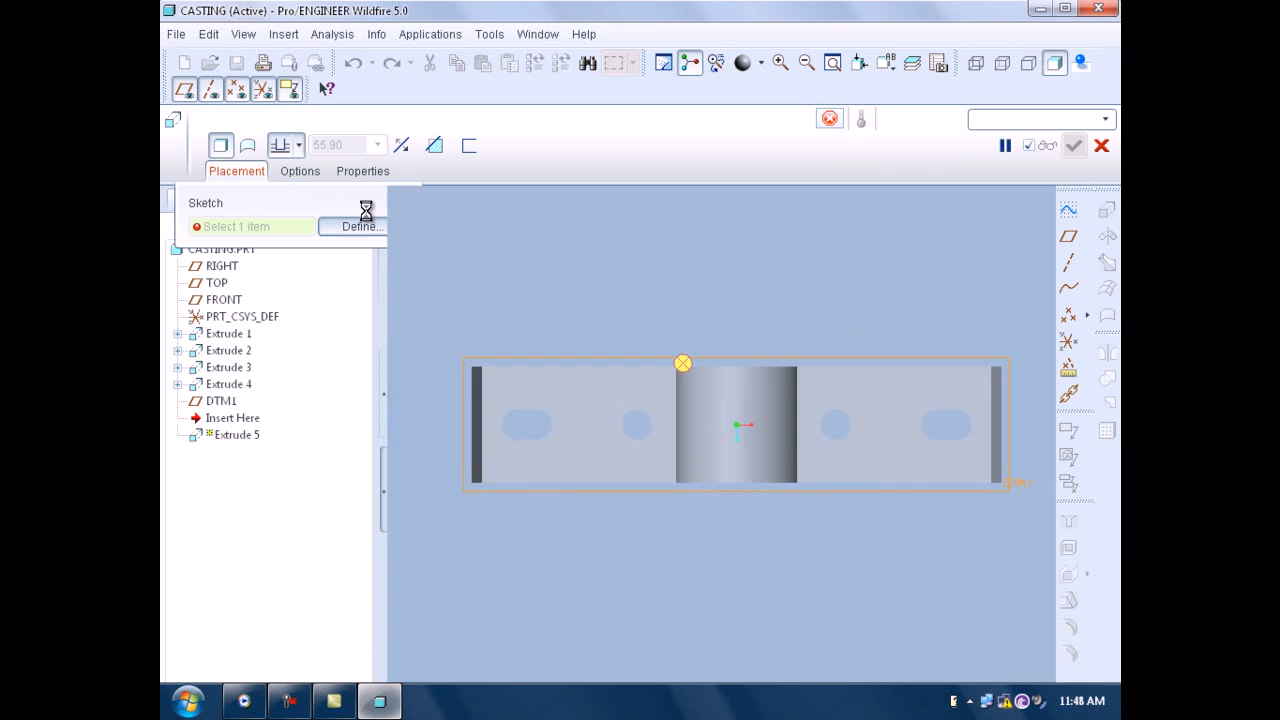 CASTING (Active) - Pro/ENGINEER Wildfire 5.0
File Edit View Insert Analysis Info Applications Tools Window Help
55.90
Placement Options Properties
Sketch
Select 1 item Define...
CASTING.PRT
RIGHT
TOP
FRONT
PRT_CSYS_DEF
Extrude 1
Extrude 2
Extrude 3
Extrude 4
DTM1
Insert Here
Extrude 5
DTM1
11:48 AM